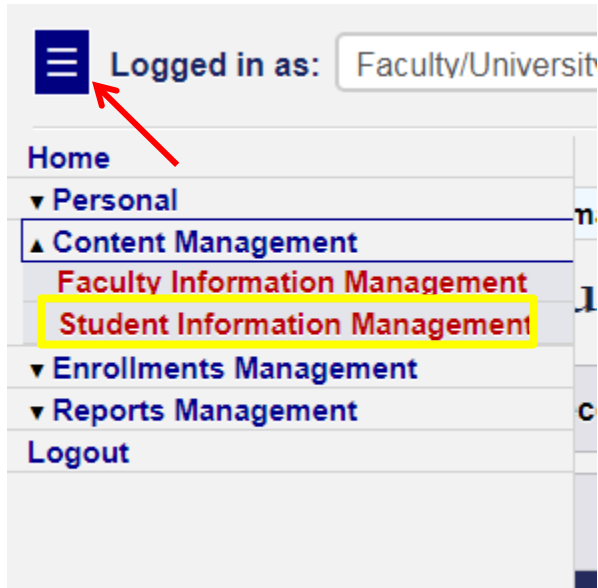 ☰ Logged in as: Faculty/University
Home
▾ Personal
▴ Content Management
Faculty Information Management
Student Information Management
▾ Enrollments Management
▾ Reports Management
Logout